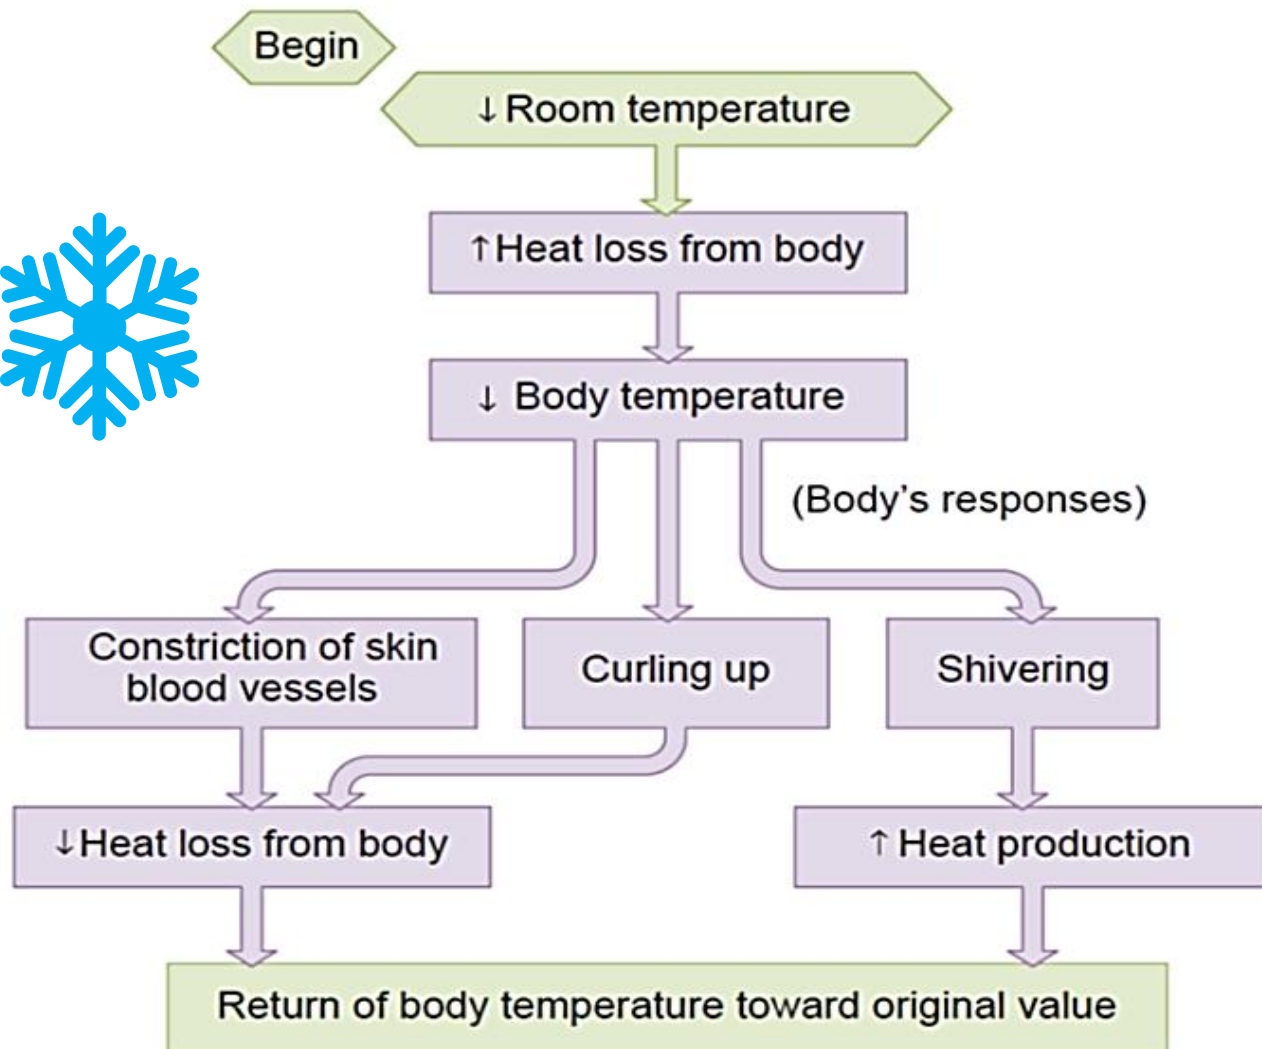 Begin
↓ Room temperature
↑ Heat loss from body
↓ Body temperature
(Body's responses)
Constriction of skin
blood vessels
Curling up
Shivering
↓ Heat loss from body
↑ Heat production
Return of body temperature toward original value